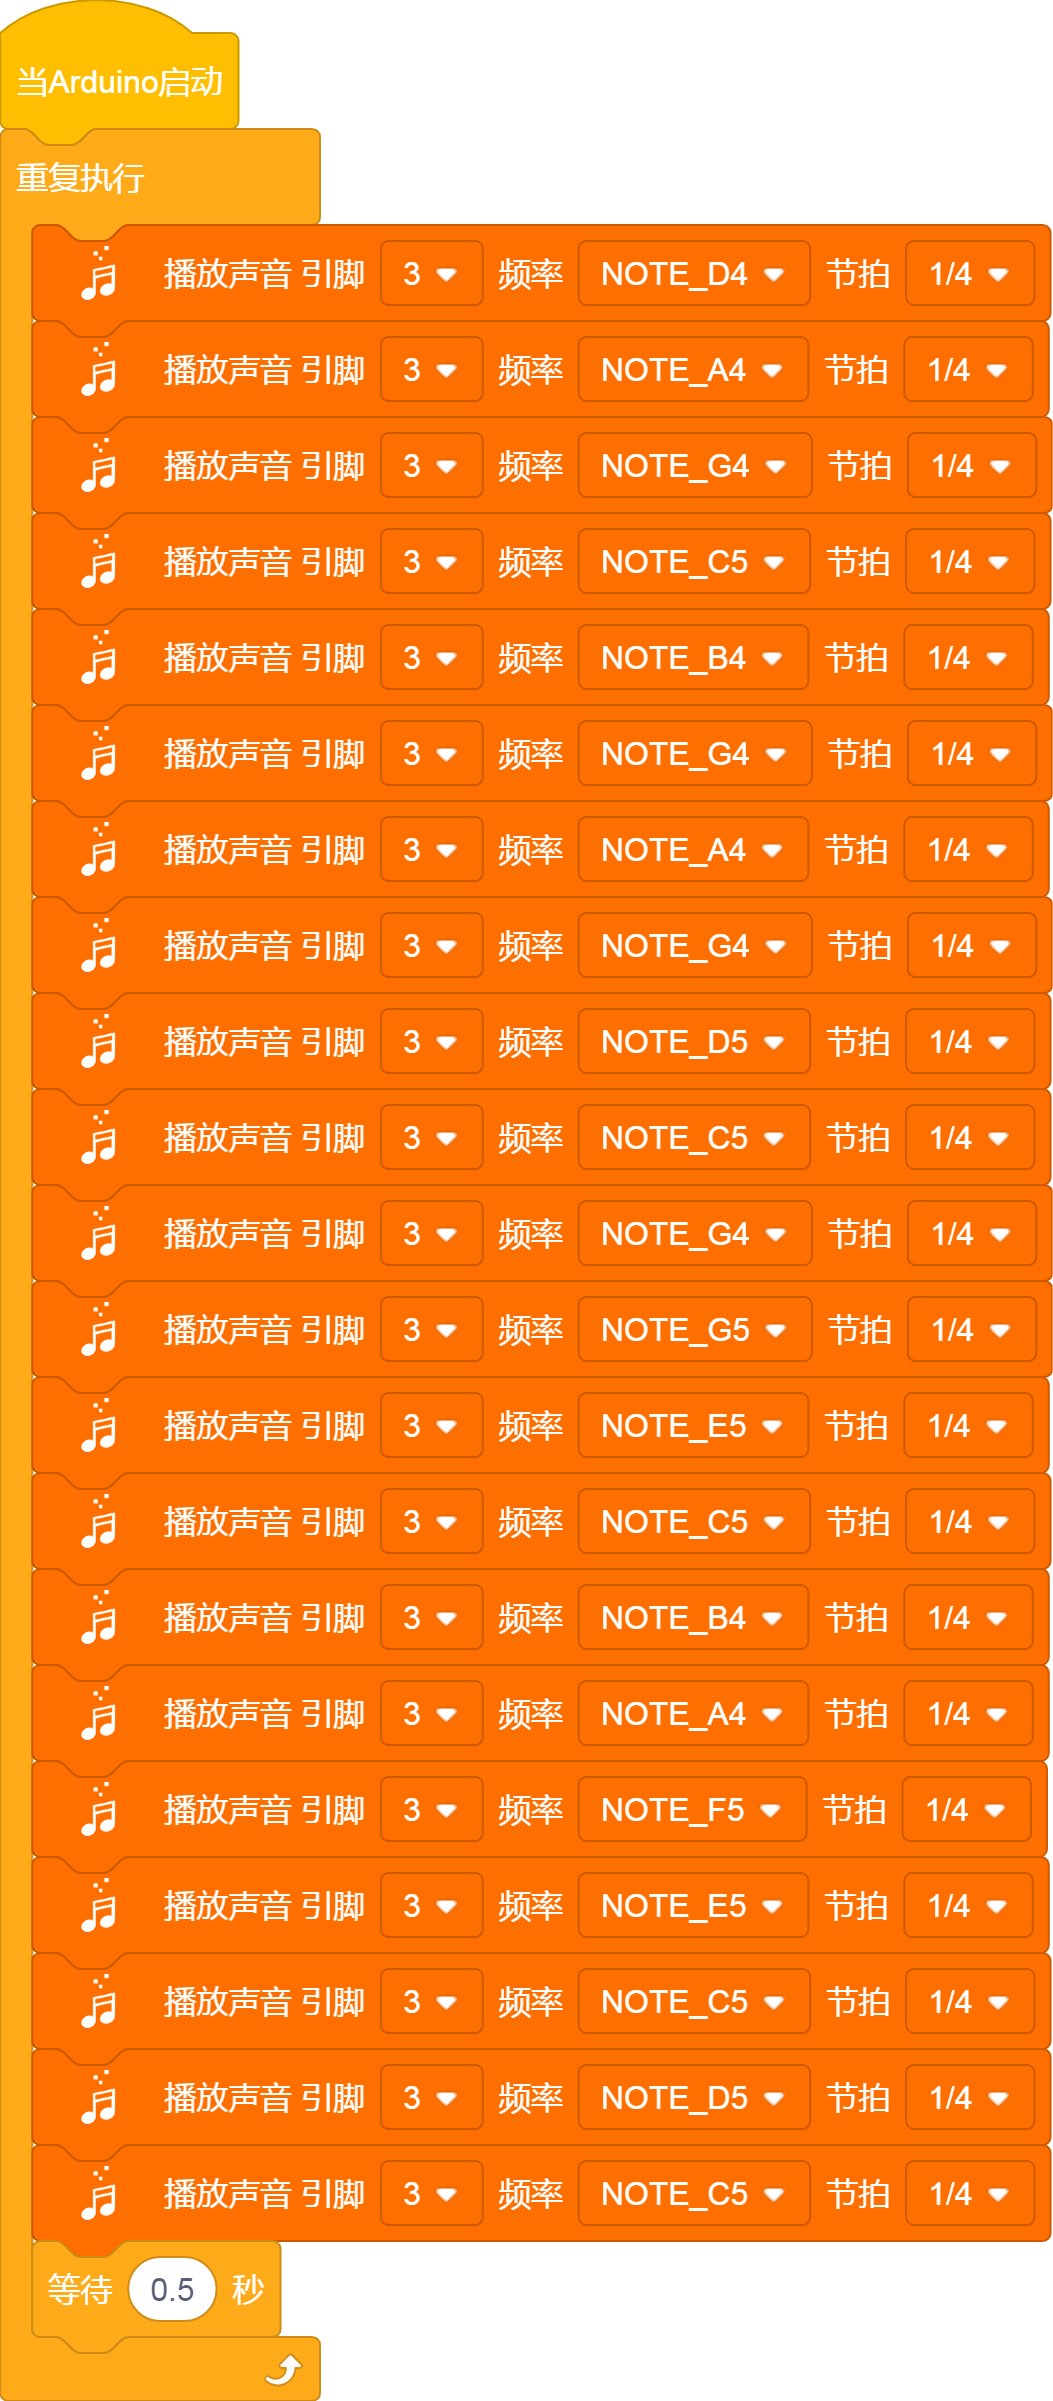 当Arduino启动
重复执行
播放声音 引脚 3 频率 NOTE_D4 节拍 1/4
播放声音 引脚 3 频率 NOTE_A4 节拍 1/4
播放声音 引脚 3 频率 NOTE_G4 节拍 1/4
播放声音 引脚 3 频率 NOTE_C5 节拍 1/4
播放声音 引脚 3 频率 NOTE_B4 节拍 1/4
播放声音 引脚 3 频率 NOTE_G4 节拍 1/4
播放声音 引脚 3 频率 NOTE_A4 节拍 1/4
播放声音 引脚 3 频率 NOTE_G4 节拍 1/4
播放声音 引脚 3 频率 NOTE_D5 节拍 1/4
播放声音 引脚 3 频率 NOTE_C5 节拍 1/4
播放声音 引脚 3 频率 NOTE_G4 节拍 1/4
播放声音 引脚 3 频率 NOTE_G5 节拍 1/4
播放声音 引脚 3 频率 NOTE_E5 节拍 1/4
播放声音 引脚 3 频率 NOTE_C5 节拍 1/4
播放声音 引脚 3 频率 NOTE_B4 节拍 1/4
播放声音 引脚 3 频率 NOTE_A4 节拍 1/4
播放声音 引脚 3 频率 NOTE_F5 节拍 1/4
播放声音 引脚 3 频率 NOTE_E5 节拍 1/4
播放声音 引脚 3 频率 NOTE_C5 节拍 1/4
播放声音 引脚 3 频率 NOTE_D5 节拍 1/4
播放声音 引脚 3 频率 NOTE_C5 节拍 1/4
等待 0.5 秒